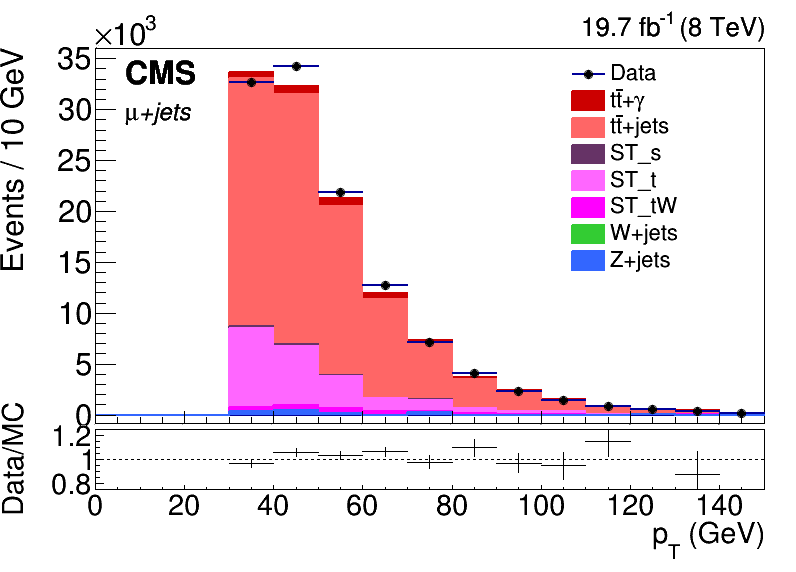 ×10³
19.7 fb⁻¹ (8 TeV)
CMS
μ+jets
Events / 10 GeV
35
30
25
20
15
10
5
0
Data
tt̄+γ
tt̄+jets
ST_s
ST_t
ST_tW
W+jets
Z+jets
Data/MC
1.2
1
0.8
0 20 40 60 80 100 120 140
p_T (GeV)